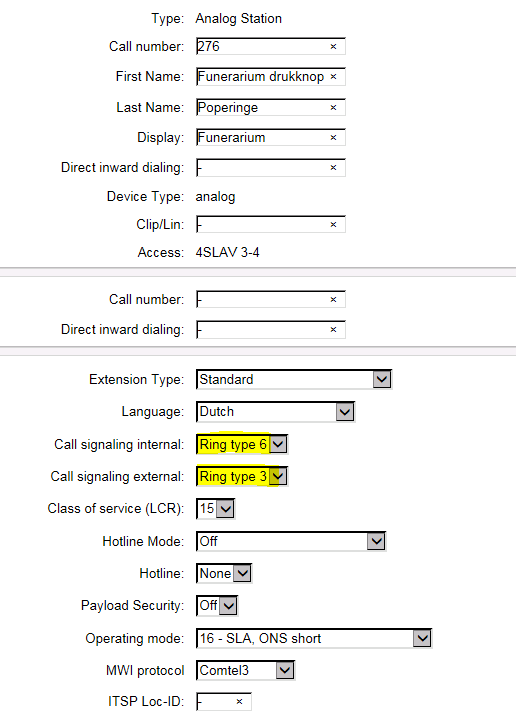 Type: Analog Station
Call number: 276
First Name: Funerarium drukknop
Last Name: Poperinge
Display: Funerarium
Direct inward dialing: -
Device Type: analog
Clip/Lin: -
Access: 4SLAV 3-4
Call number: -
Direct inward dialing: -
Extension Type: Standard
Language: Dutch
Call signaling internal: Ring type 6
Call signaling external: Ring type 3
Class of service (LCR): 15
Hotline Mode: Off
Hotline: None
Payload Security: Off
Operating mode: 16 - SLA, ONS short
MWI protocol Comtel3
ITSP Loc-ID: -